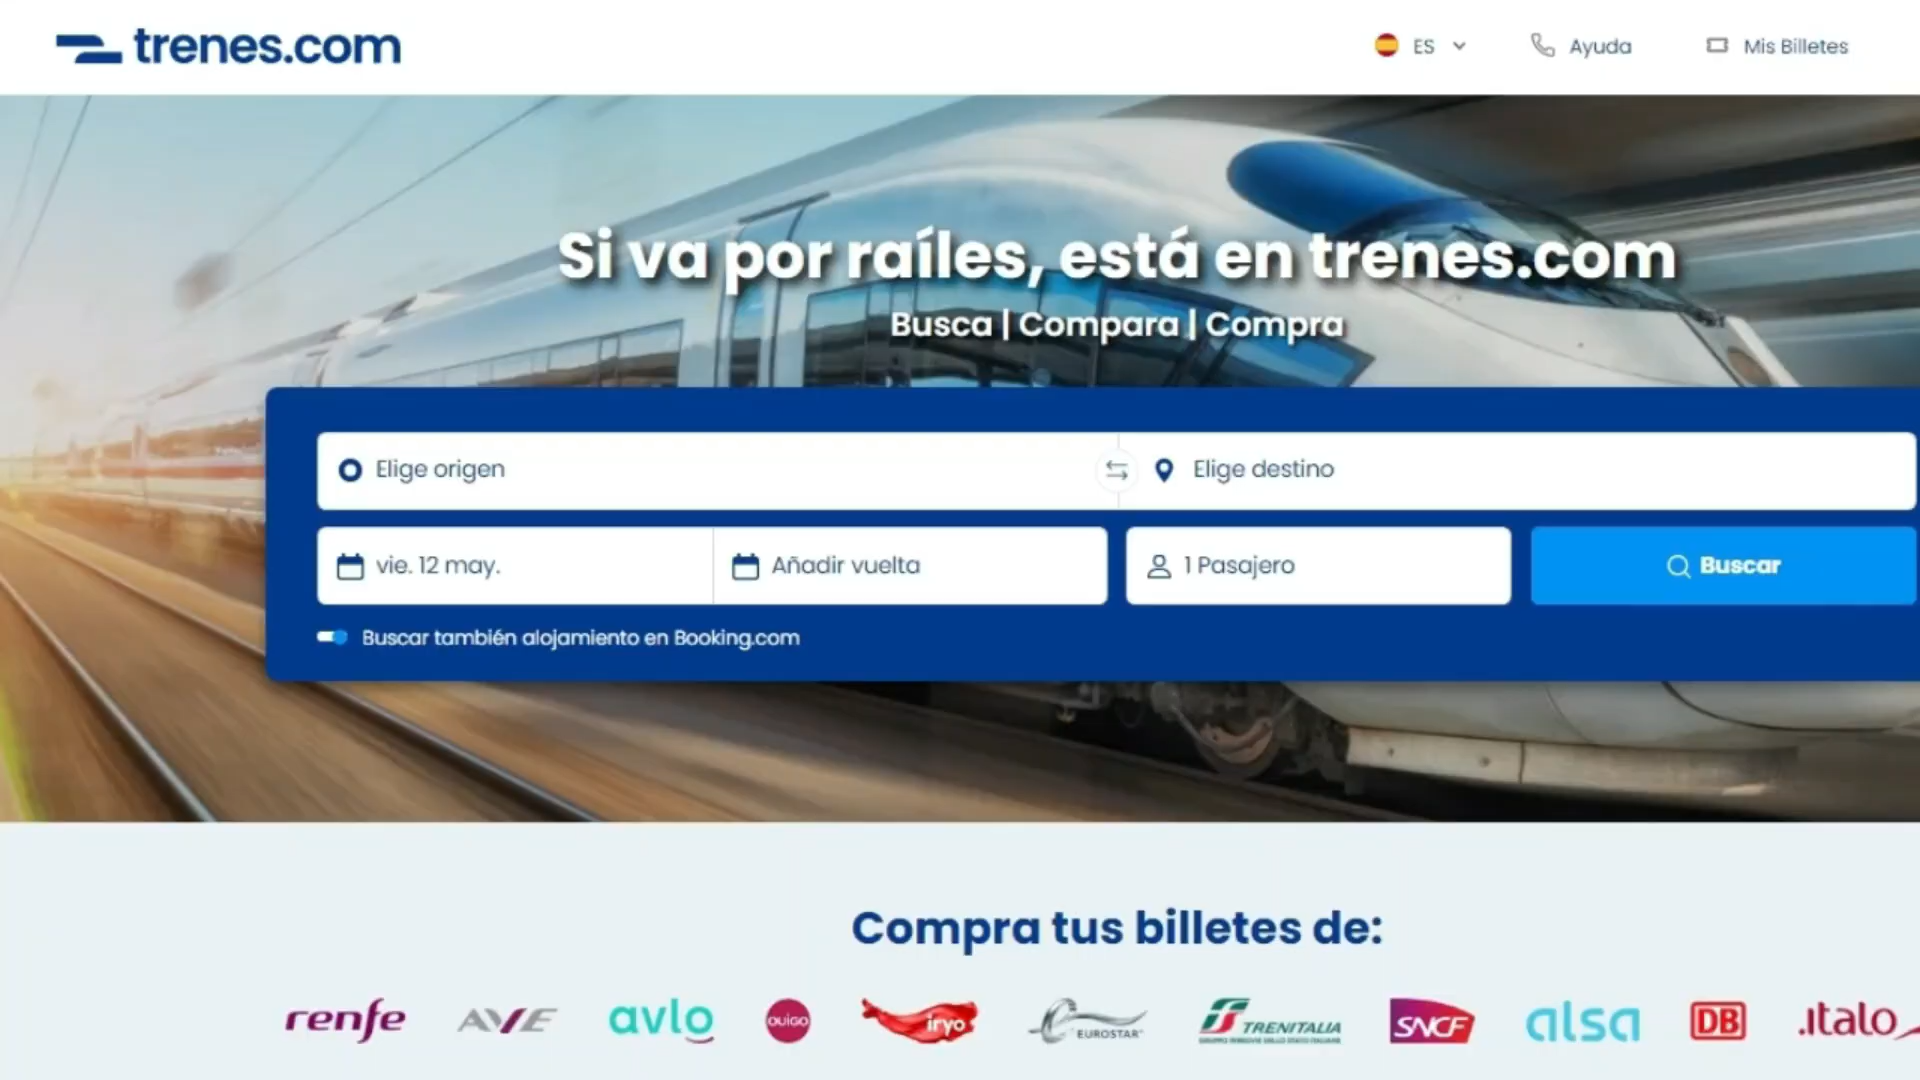 trenes.com
ES
Ayuda
Mis Billetes
Si va por raíles, está en trenes.com
Busca | Compara | Compra
Elige origen
Elige destino
vie. 12 may.
Añadir vuelta
1 Pasajero
Buscar
Buscar también alojamiento en Booking.com
Compra tus billetes de:
renfe
AVE
avlo
OUIGO
iryo
EUROSTAR
TRENITALIA
SNCF
alsa
DB
.italo